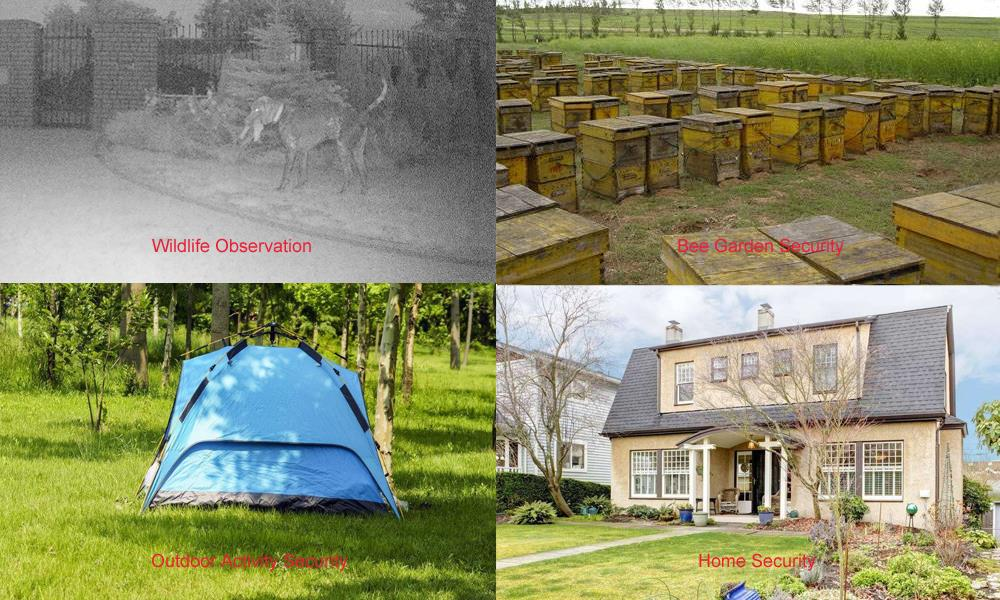 Wildlife Observation
Bee Garden Security
Outdoor Activity Security
Home Security